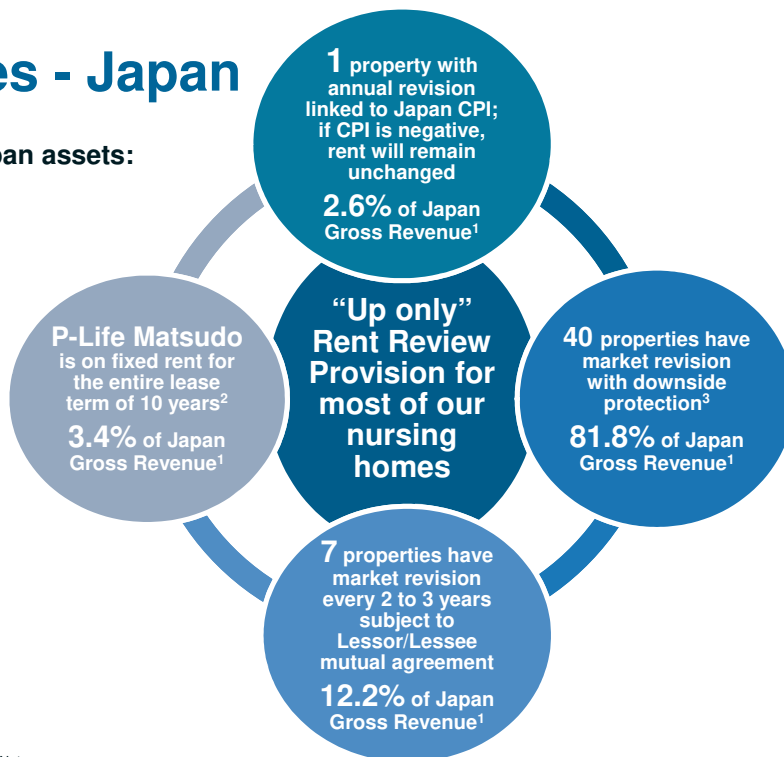 es - Japan
pan assets:
1 property with
annual revision
linked to Japan CPI;
if CPI is negative,
rent will remain
unchanged
2.6% of Japan
Gross Revenue¹
P-Life Matsudo
is on fixed rent for
the entire lease
term of 10 years²
3.4% of Japan
Gross Revenue¹
“Up only”
Rent Review
Provision for
most of our
nursing
homes
40 properties have
market revision
with downside
protection³
81.8% of Japan
Gross Revenue¹
7 properties have
market revision
every 2 to 3 years
subject to
Lessor/Lessee
mutual agreement
12.2% of Japan
Gross Revenue¹